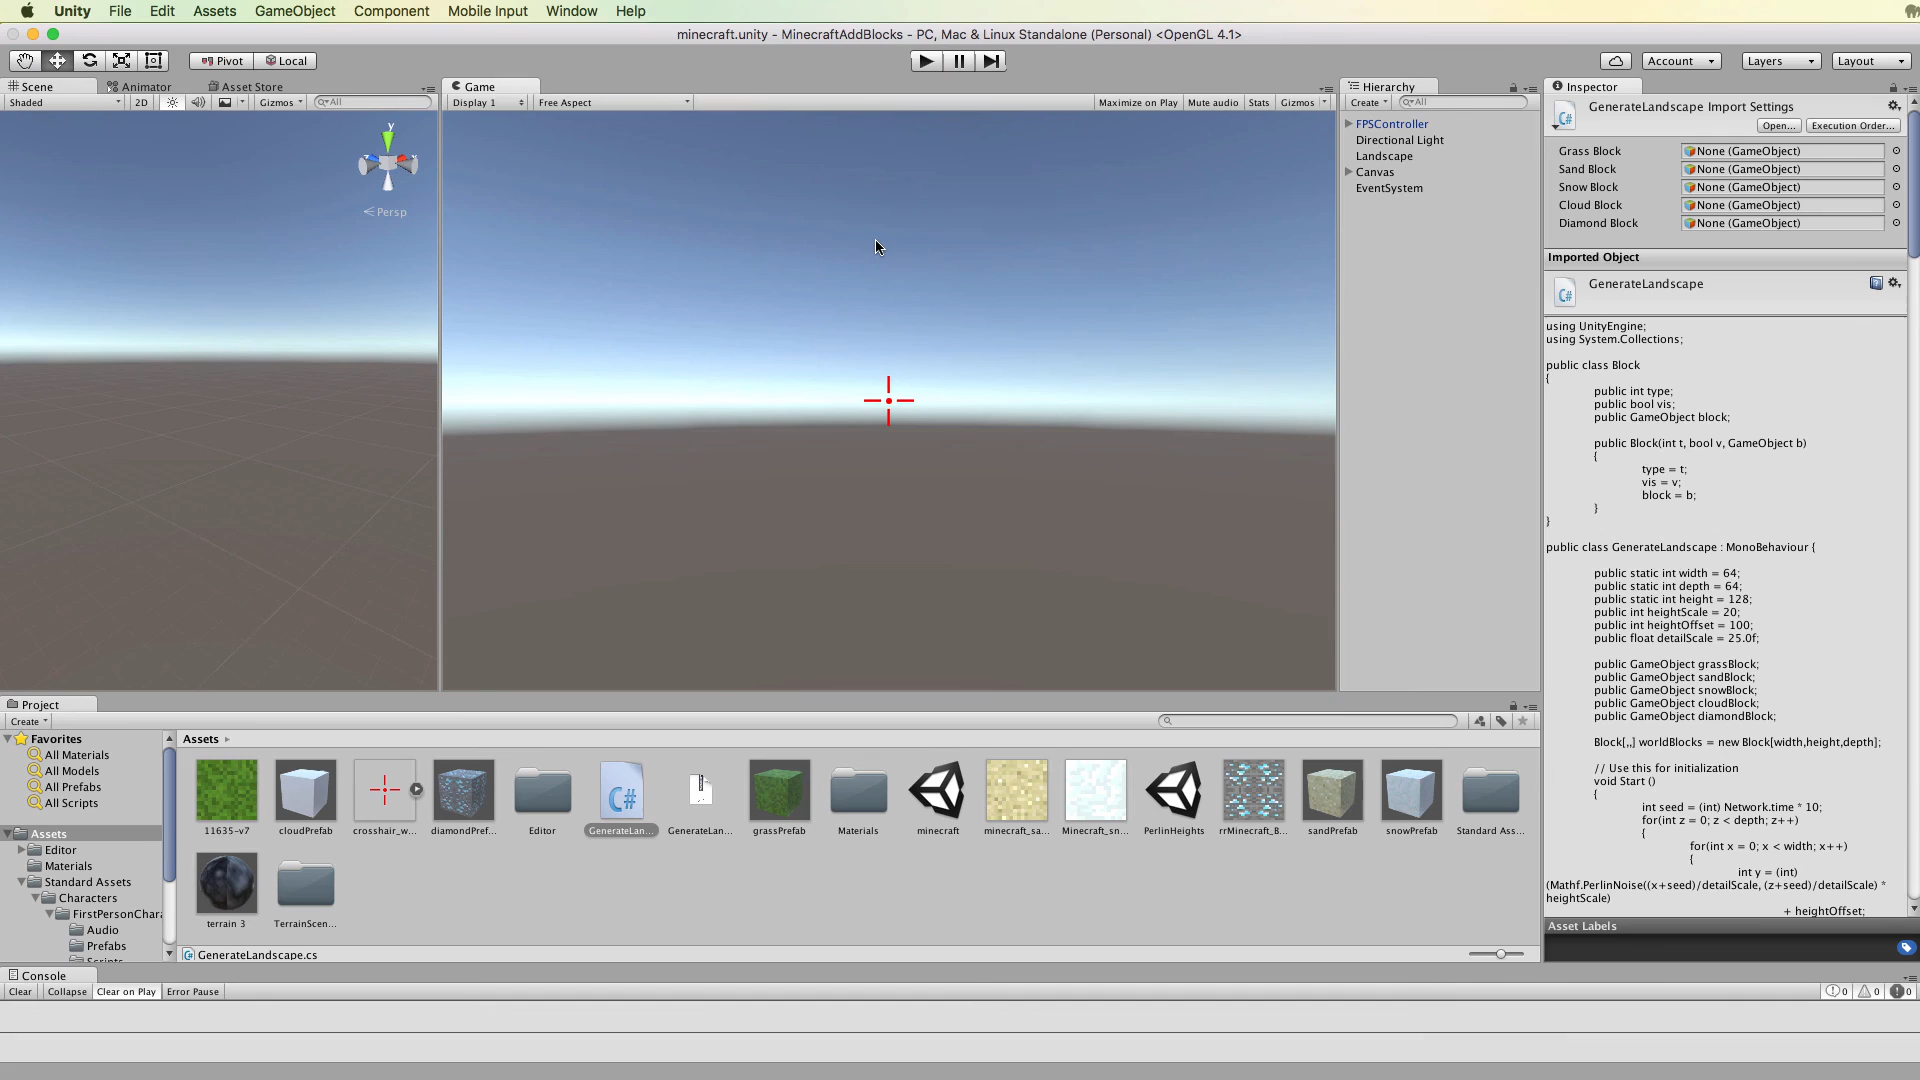 Unity File Edit Assets GameObject Component Mobile Input Window Help
minecraft.unity - MinecraftAddBlocks - PC, Mac & Linux Standalone (Personal) <OpenGL 4.1>
Pivot Local
Account Layers Layout
Scene Animator Asset Store
Shaded 2D Gizmos All
y
Persp
Game
Display 1 Free Aspect Maximize on Play Mute audio Stats Gizmos
Hierarchy
Create All
FPSController
Directional Light
Landscape
Canvas
EventSystem
Inspector
GenerateLandscape Import Settings
Open... Execution Order...
Grass Block None (GameObject)
Sand Block None (GameObject)
Snow Block None (GameObject)
Cloud Block None (GameObject)
Diamond Block None (GameObject)
Imported Object
GenerateLandscape
using UnityEngine;
using System.Collections;
public class Block
{
public int type;
public bool vis;
public GameObject block;
public Block(int t, bool v, GameObject b)
{
type = t;
vis = v;
block = b;
}
}
public class GenerateLandscape : MonoBehaviour {
public static int width = 64;
public static int depth = 64;
public static int height = 128;
public int heightScale = 20;
public int heightOffset = 100;
public float detailScale = 25.0f;
public GameObject grassBlock;
public GameObject sandBlock;
public GameObject snowBlock;
public GameObject cloudBlock;
public GameObject diamondBlock;
Block[,,] worldBlocks = new Block[width,height,depth];
// Use this for initialization
void Start ()
{
int seed = (int) Network.time * 10;
for(int z = 0; z < depth; z++)
{
for(int x = 0; x < width; x++)
{
int y = (int)
(Mathf.PerlinNoise((x+seed)/detailScale, (z+seed)/detailScale) *
heightScale)
+ heightOffset;
Asset Labels
Project
Create
Favorites
All Materials
All Models
All Prefabs
All Scripts
Assets
Editor
Materials
Standard Assets
Characters
FirstPersonChara
Audio
Prefabs
Scripts
Assets
11635-v7 cloudPrefab crosshair_w... diamondPref... Editor GenerateLan... GenerateLan... grassPrefab Materials minecraft minecraft_sa... Minecraft_sn... PerlinHeights rrMinecraft_B... sandPrefab snowPrefab Standard Ass...
terrain 3 TerrainScen...
GenerateLandscape.cs
Console
Clear Collapse Clear on Play Error Pause 0 0 0